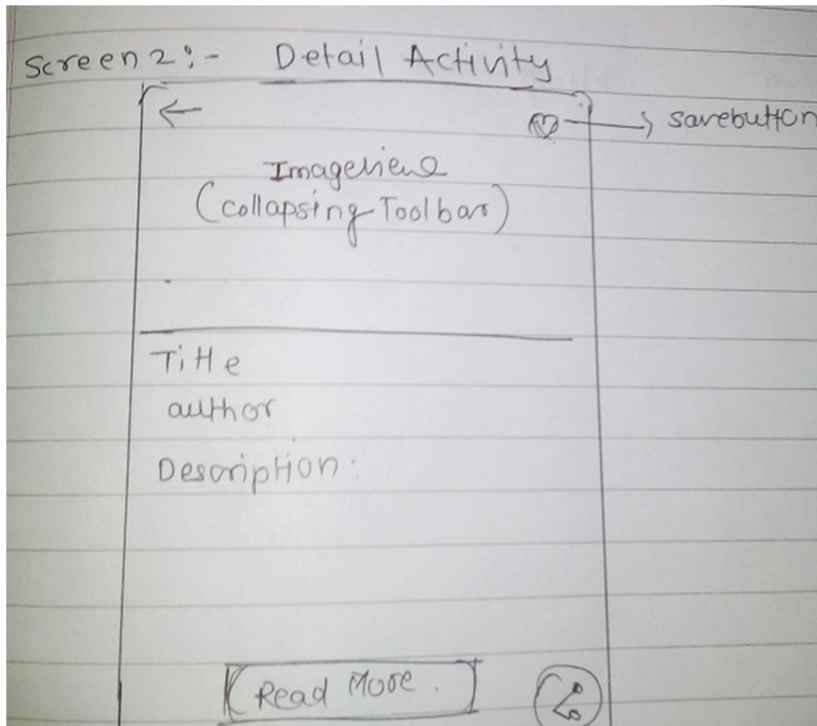 Screen 2:- Detail Activity
savebutton
Imageview
(collapsing Toolbar)
Title
author
Description:
Read More.